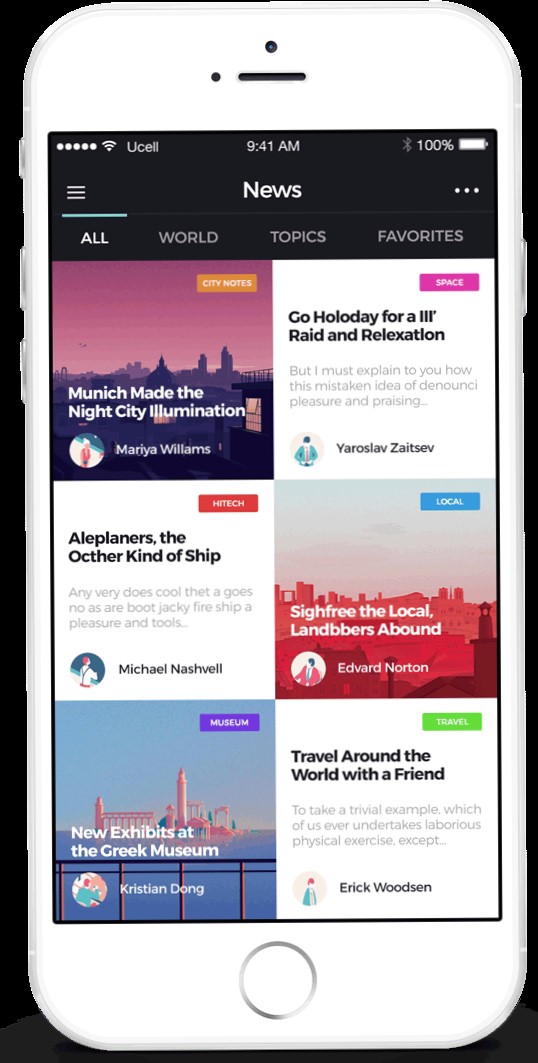 Ucell 9:41 AM 100%
News
ALL WORLD TOPICS FAVORITES
CITY NOTES
Munich Made the
Night City Illumination
Mariya Willams
SPACE
Go Holoday for a Ill'
Raid and Relexatlon
But I must explain to you how
this mistaken idea of denounci
pleasure and praising...
Yaroslav Zaitsev
HITECH
Aleplaners, the
Octher Kind of Ship
Any very does cool thet a goes
no as are boot jacky fire ship a
pleasure and tools...
Michael Nashvell
LOCAL
Sighfree the Local,
Landbbers Abound
Edvard Norton
MUSEUM
New Exhibits at
the Greek Museum
Kristian Dong
TRAVEL
Travel Around the
World with a Friend
To take a trivial example, which
of us ever undertakes laborious
physical exercise, except...
Erick Woodsen